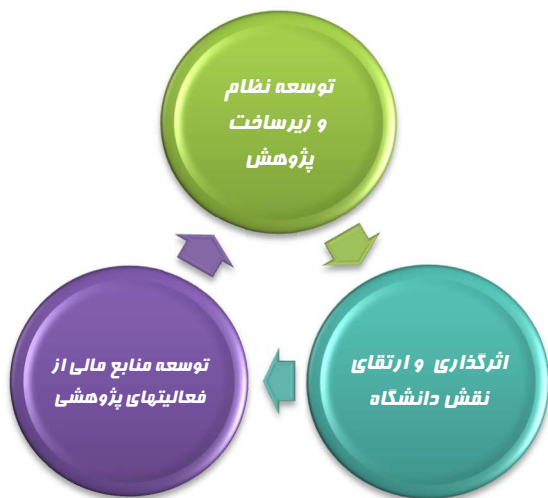 توسعه نظام
و زیرساخت
پژوهش
اثرگذاری و ارتقای
نقش دانشگاه
توسعه منابع مالی از
فعالیتهای پژوهشی